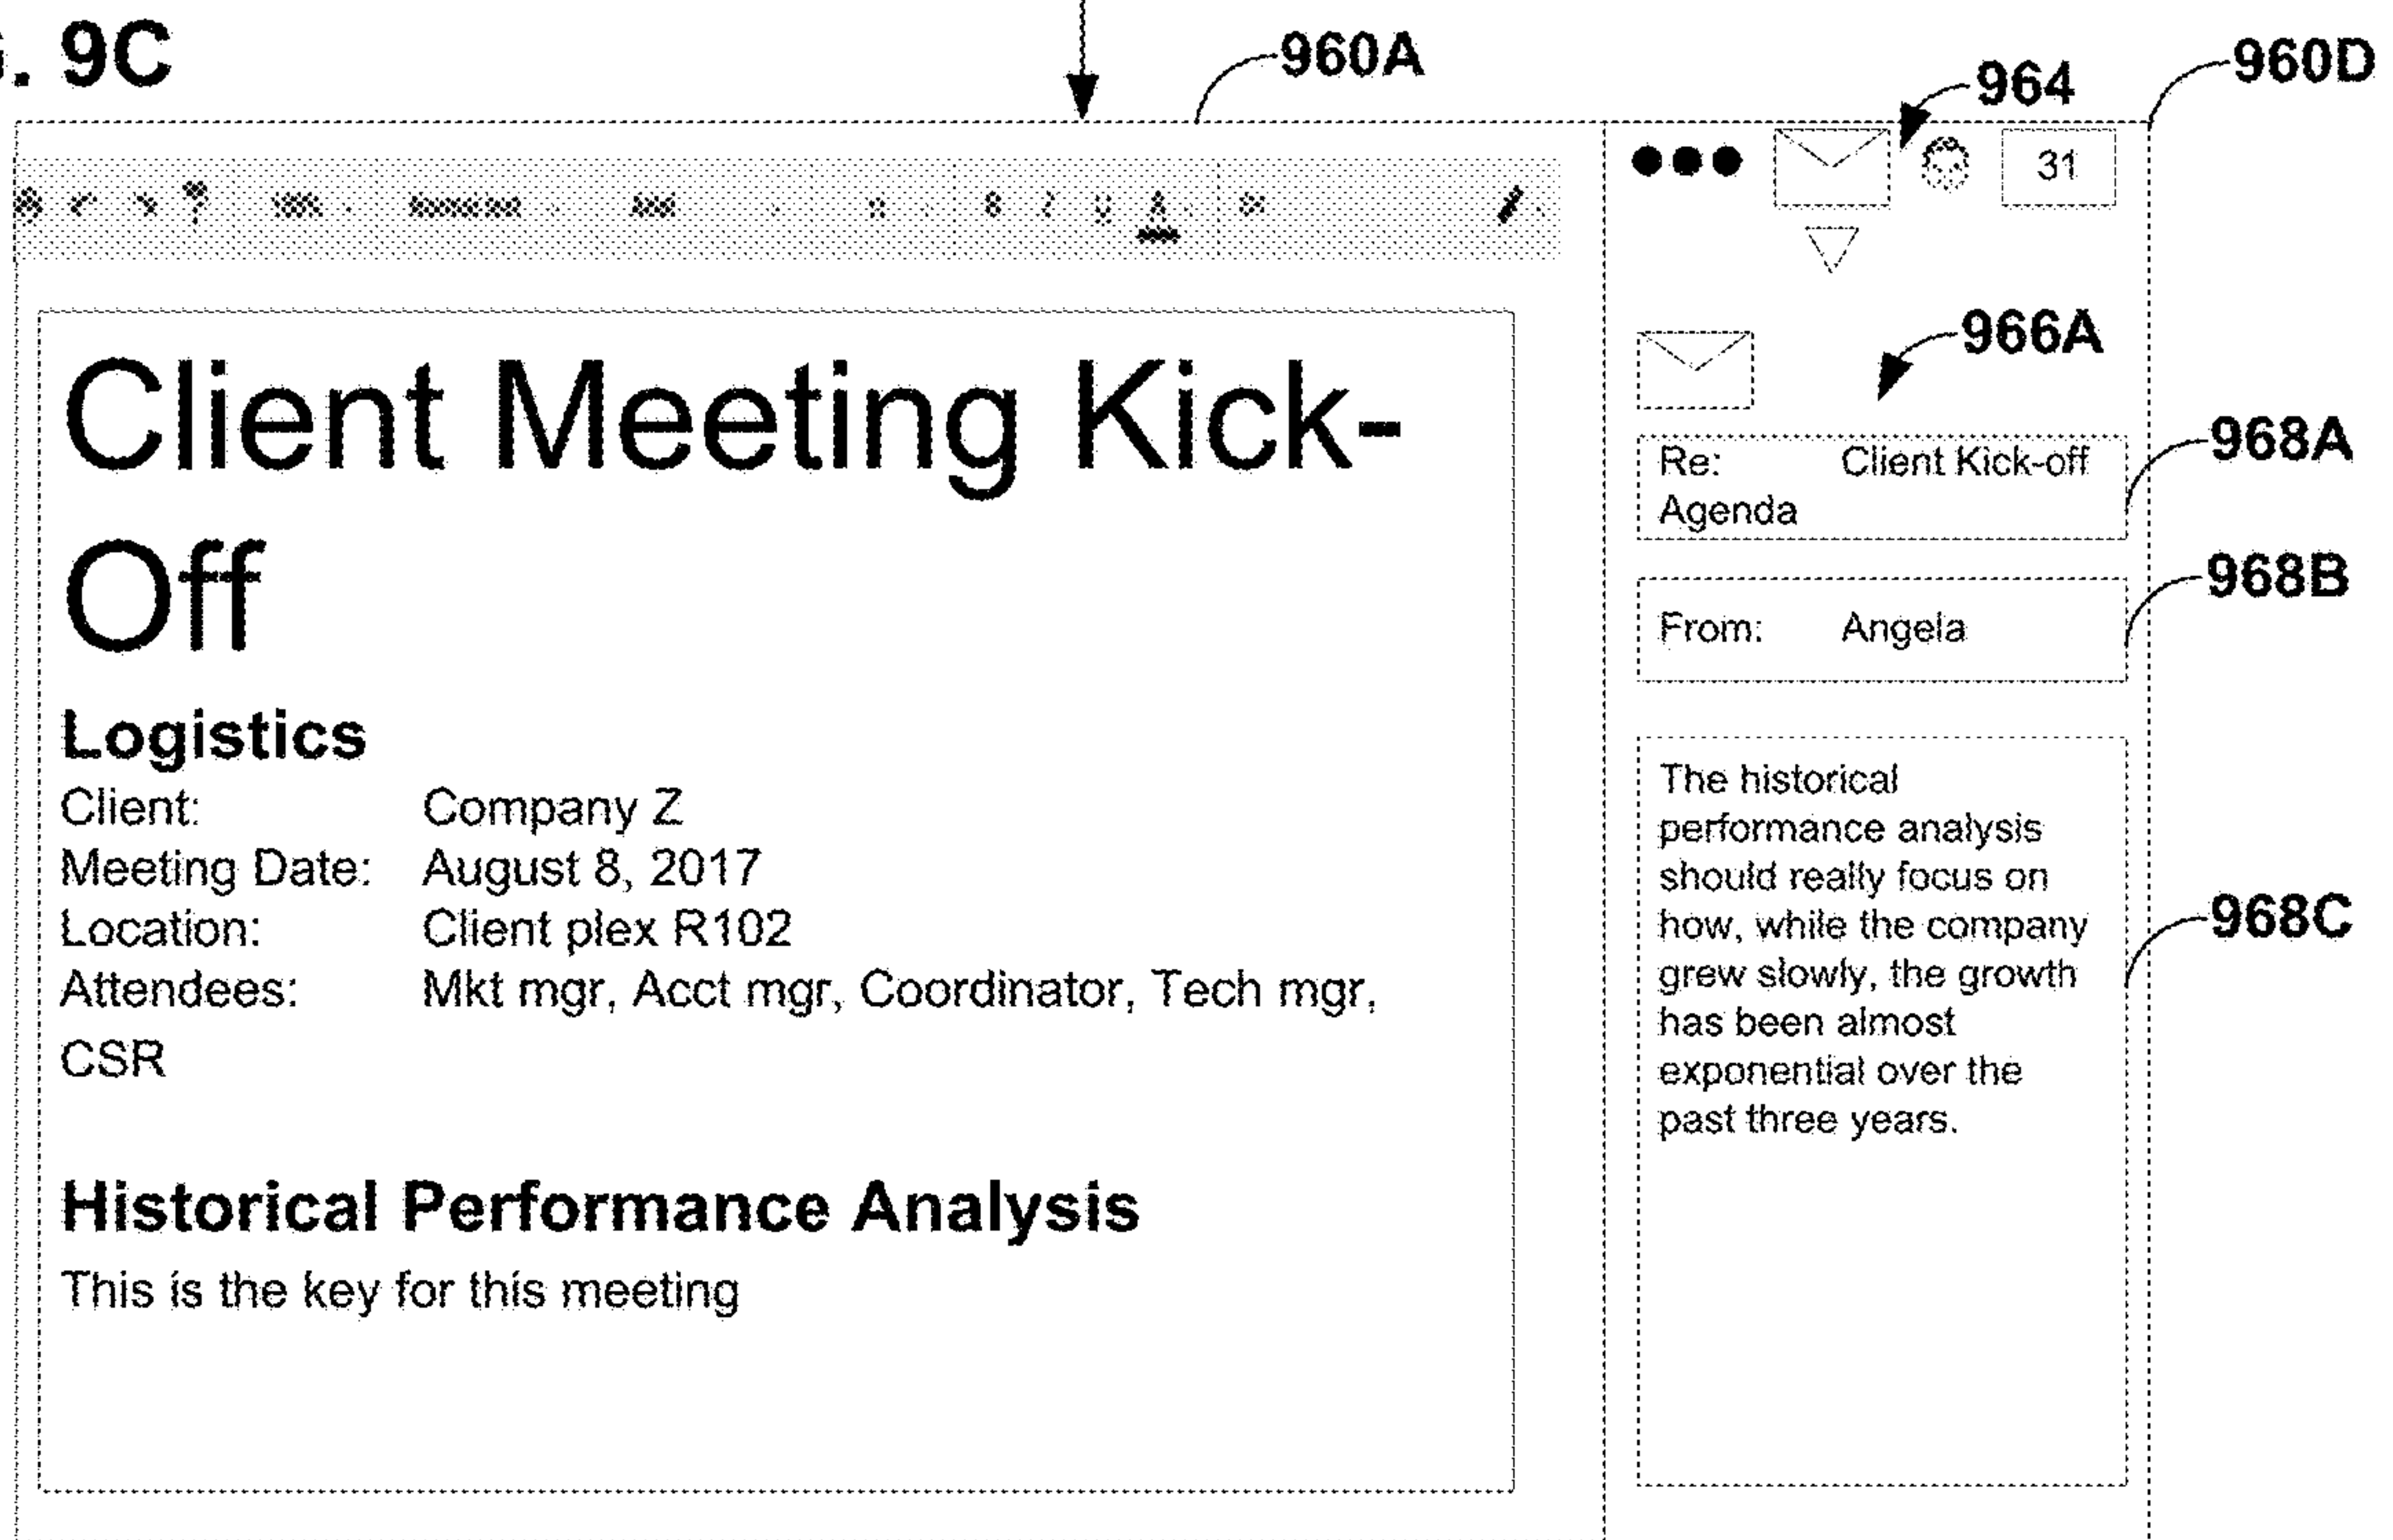 . 9C
960A
964
960D
31
966A
Client Meeting Kick-
Off
Logistics
Client: Company Z
Meeting Date: August 8, 2017
Location: Client plex R102
Attendees: Mkt mgr, Acct mgr, Coordinator, Tech mgr,
CSR
Historical Performance Analysis
This is the key for this meeting
Re: Client Kick-off
Agenda
968A
From: Angela
968B
The historical
performance analysis
should really focus on
how, while the company
grew slowly, the growth
has been almost
exponential over the
past three years.
968C